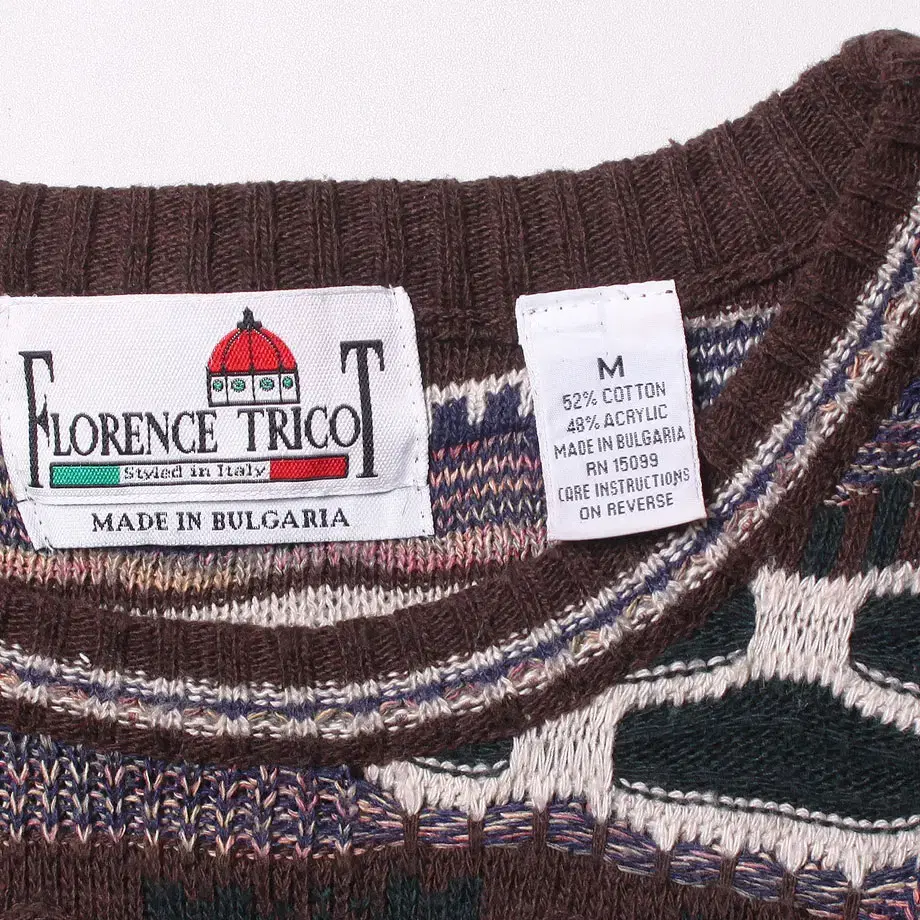 FLORENCE TRICOT
Styled in Italy
MADE IN BULGARIA
M
52% COTTON
48% ACRYLIC
MADE IN BULGARIA
RN 15099
CARE INSTRUCTIONS
ON REVERSE